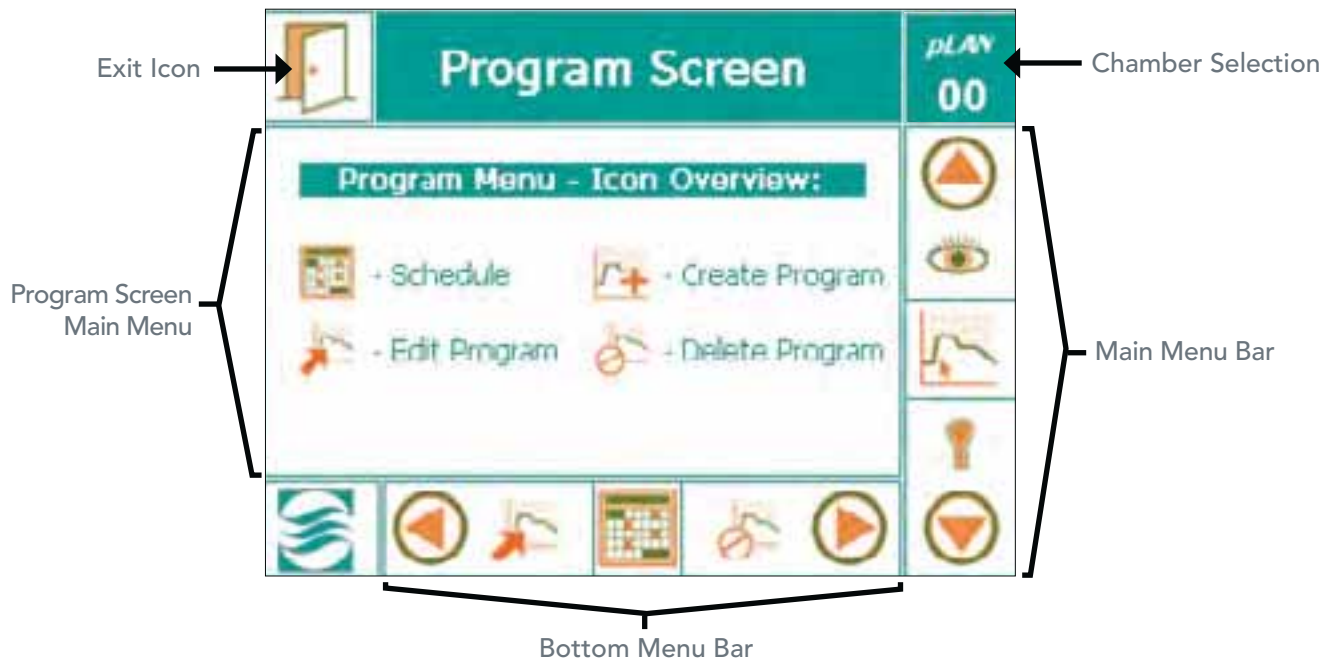 Exit Icon
Program Screen
pLAN
00
Chamber Selection
Program Menu - Icon Overview:
- Schedule
- Create Program
- Edit Program
- Delete Program
Program Screen
Main Menu
Main Menu Bar
Bottom Menu Bar